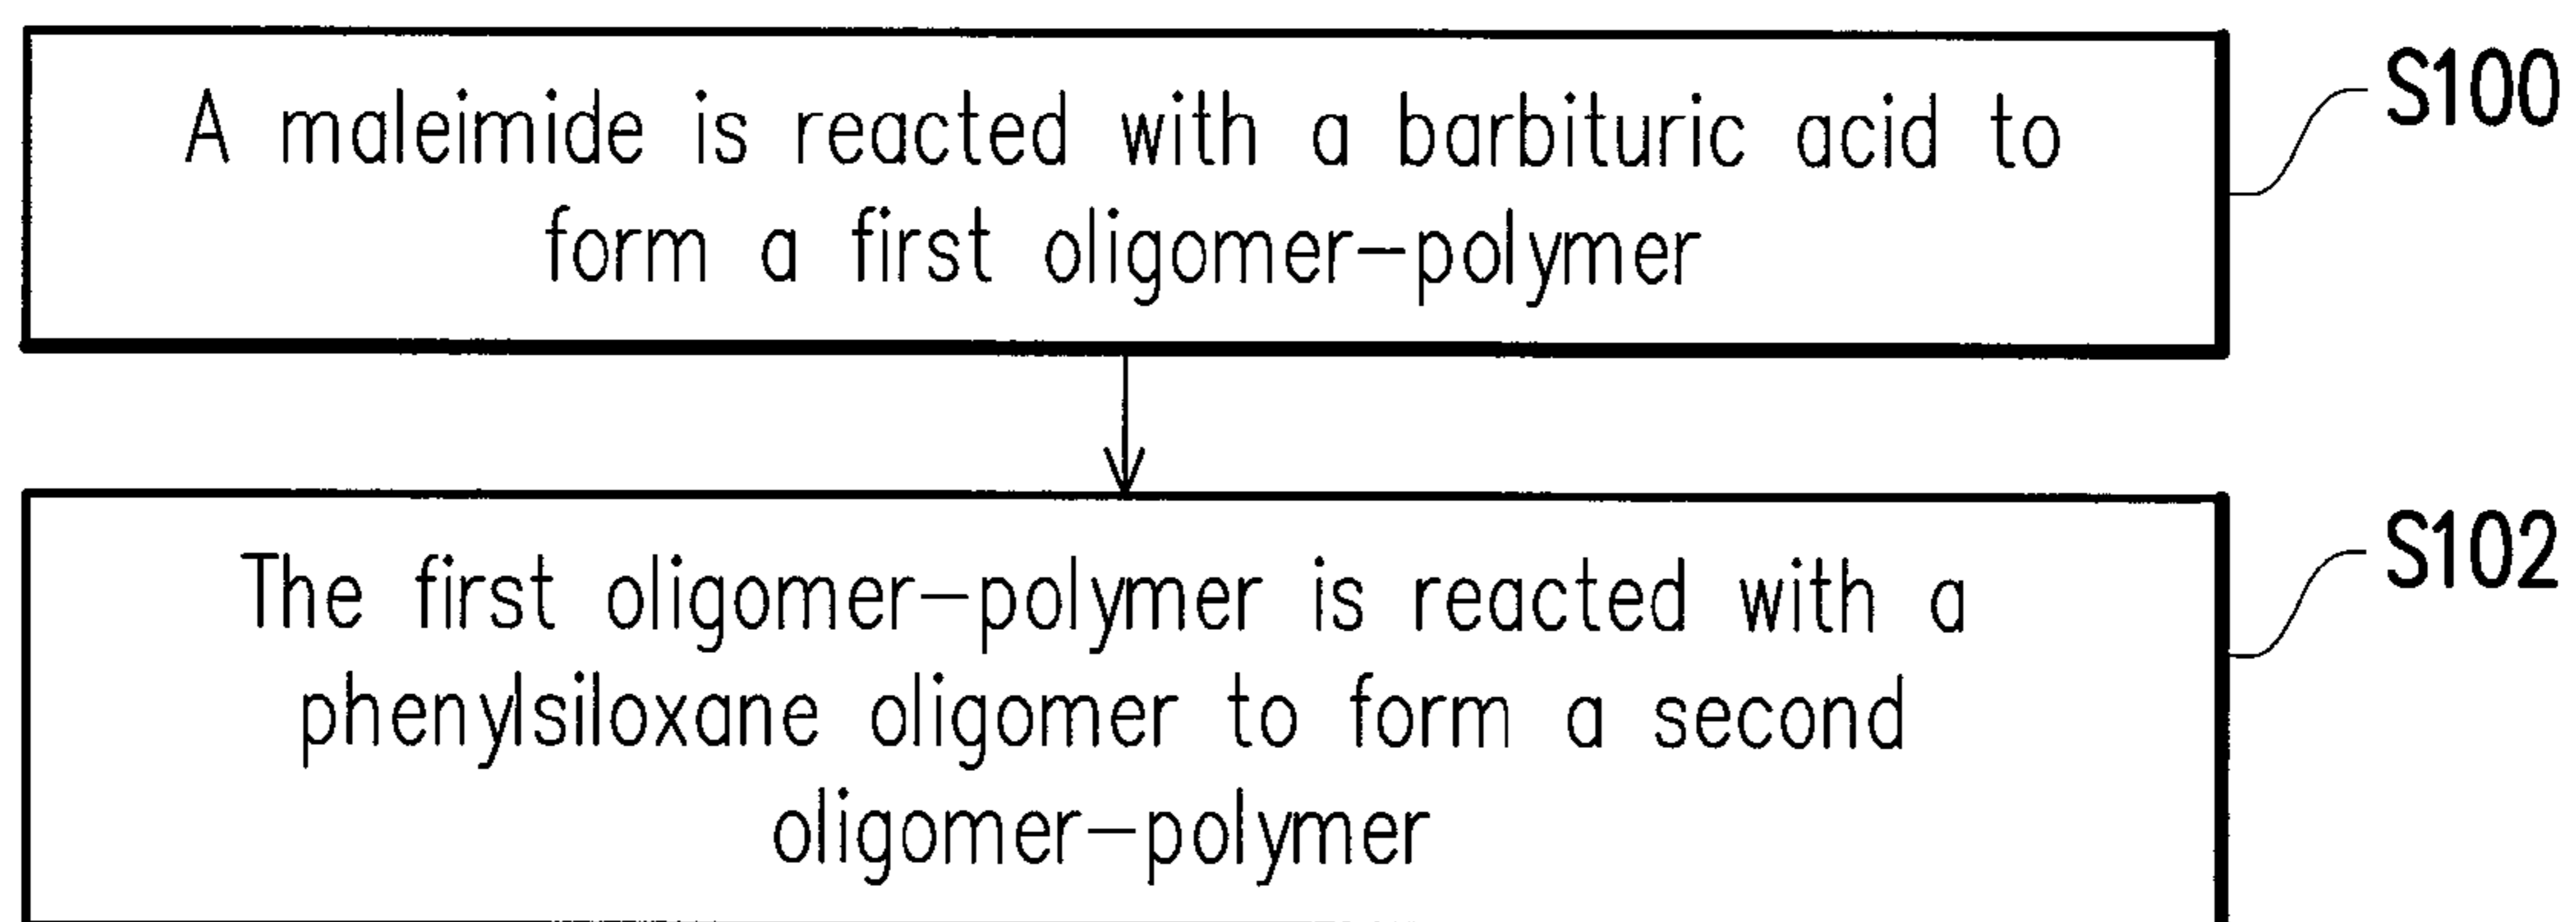 A maleimide is reacted with a barbituric acid to
form a first oligomer-polymer
S100
The first oligomer-polymer is reacted with a
phenylsiloxane oligomer to form a second
oligomer-polymer
S102